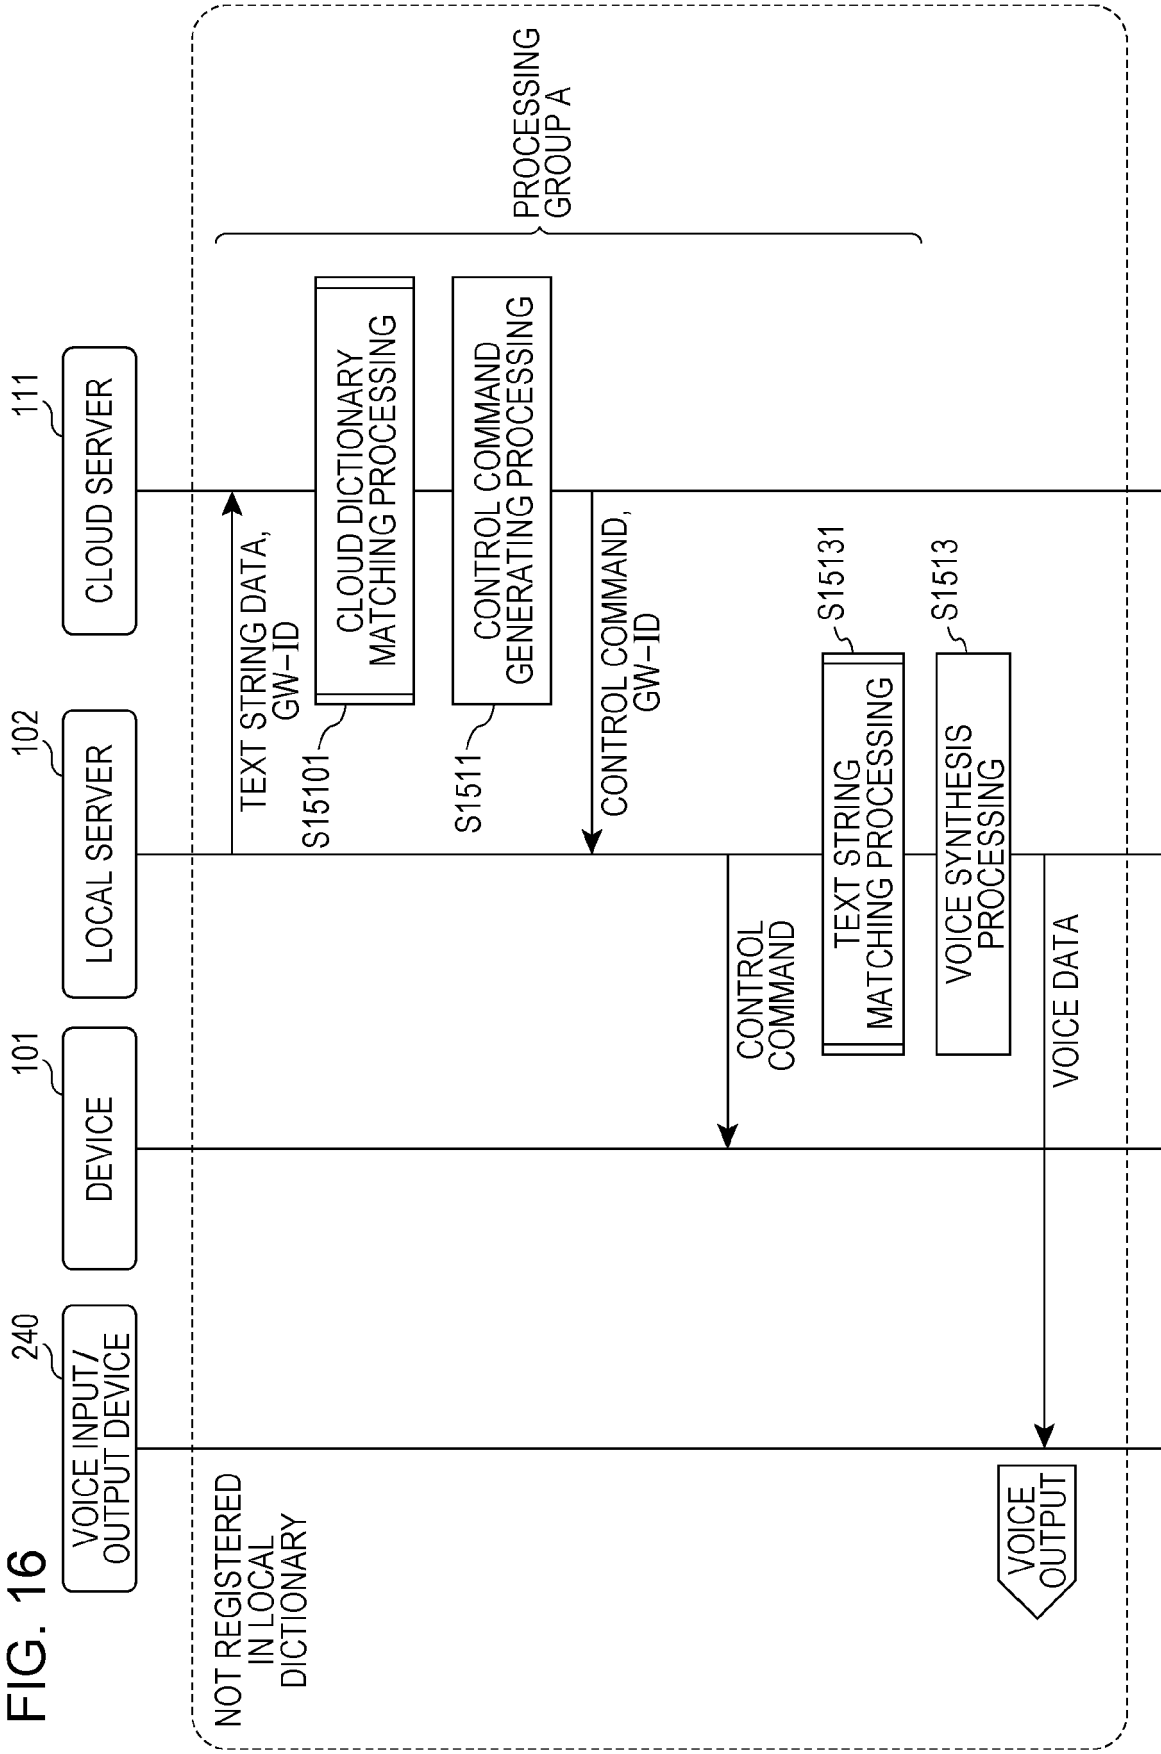 FIG. 16
240
VOICE INPUT/
OUTPUT DEVICE
101
DEVICE
102
LOCAL SERVER
111
CLOUD SERVER
NOT REGISTERED
IN LOCAL
DICTIONARY
TEXT STRING DATA,
GW-ID
S15101
CLOUD DICTIONARY
MATCHING PROCESSING
S1511
CONTROL COMMAND
GENERATING PROCESSING
PROCESSING
GROUP A
CONTROL COMMAND,
GW-ID
CONTROL
COMMAND
TEXT STRING
MATCHING PROCESSING
S15131
VOICE SYNTHESIS
PROCESSING
S1513
VOICE DATA
VOICE
OUTPUT